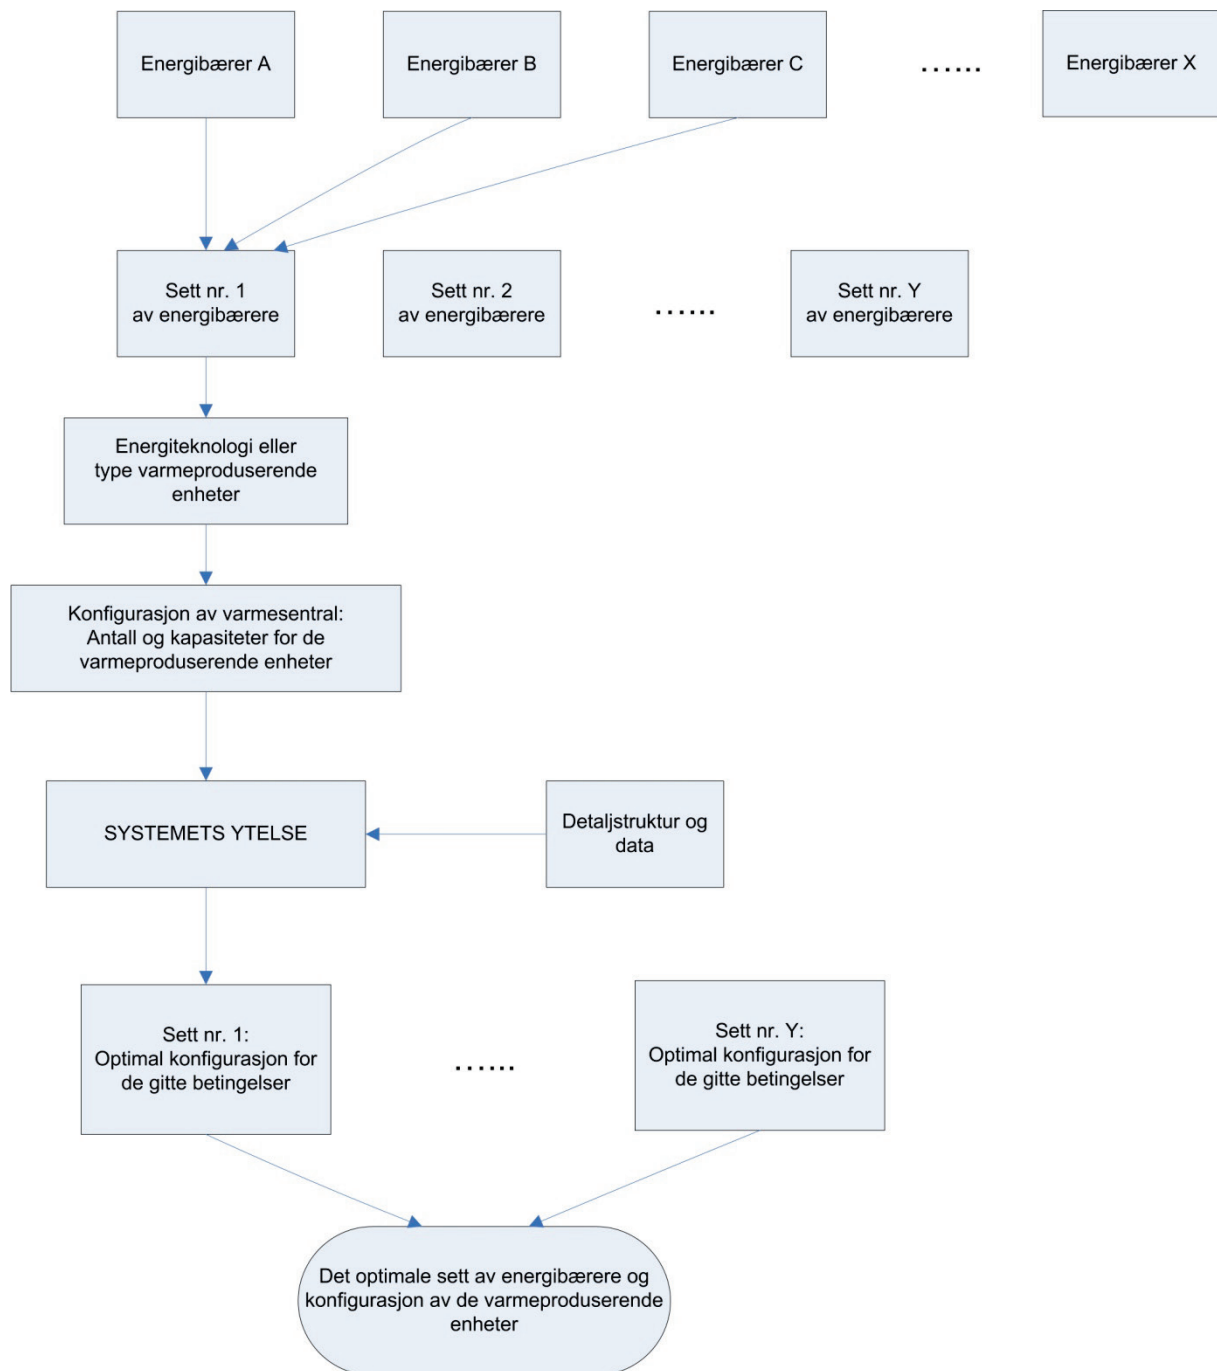 Energibærer A
Energibærer B
Energibærer C
......
Energibærer X
Sett nr. 1
av energibærere
Sett nr. 2
av energibærere
......
Sett nr. Y
av energibærere
Energiteknologi eller
type varmeproduserende
enheter
Konfigurasjon av varmesentral:
Antall og kapasiteter for de
varmeproduserende enheter
SYSTEMETS YTELSE
Detaljstruktur og
data
Sett nr. 1:
Optimal konfigurasjon for
de gitte betingelser
......
Sett nr. Y:
Optimal konfigurasjon for
de gitte betingelser
Det optimale sett av energibærere og
konfigurasjon av de varmeproduserende
enheter